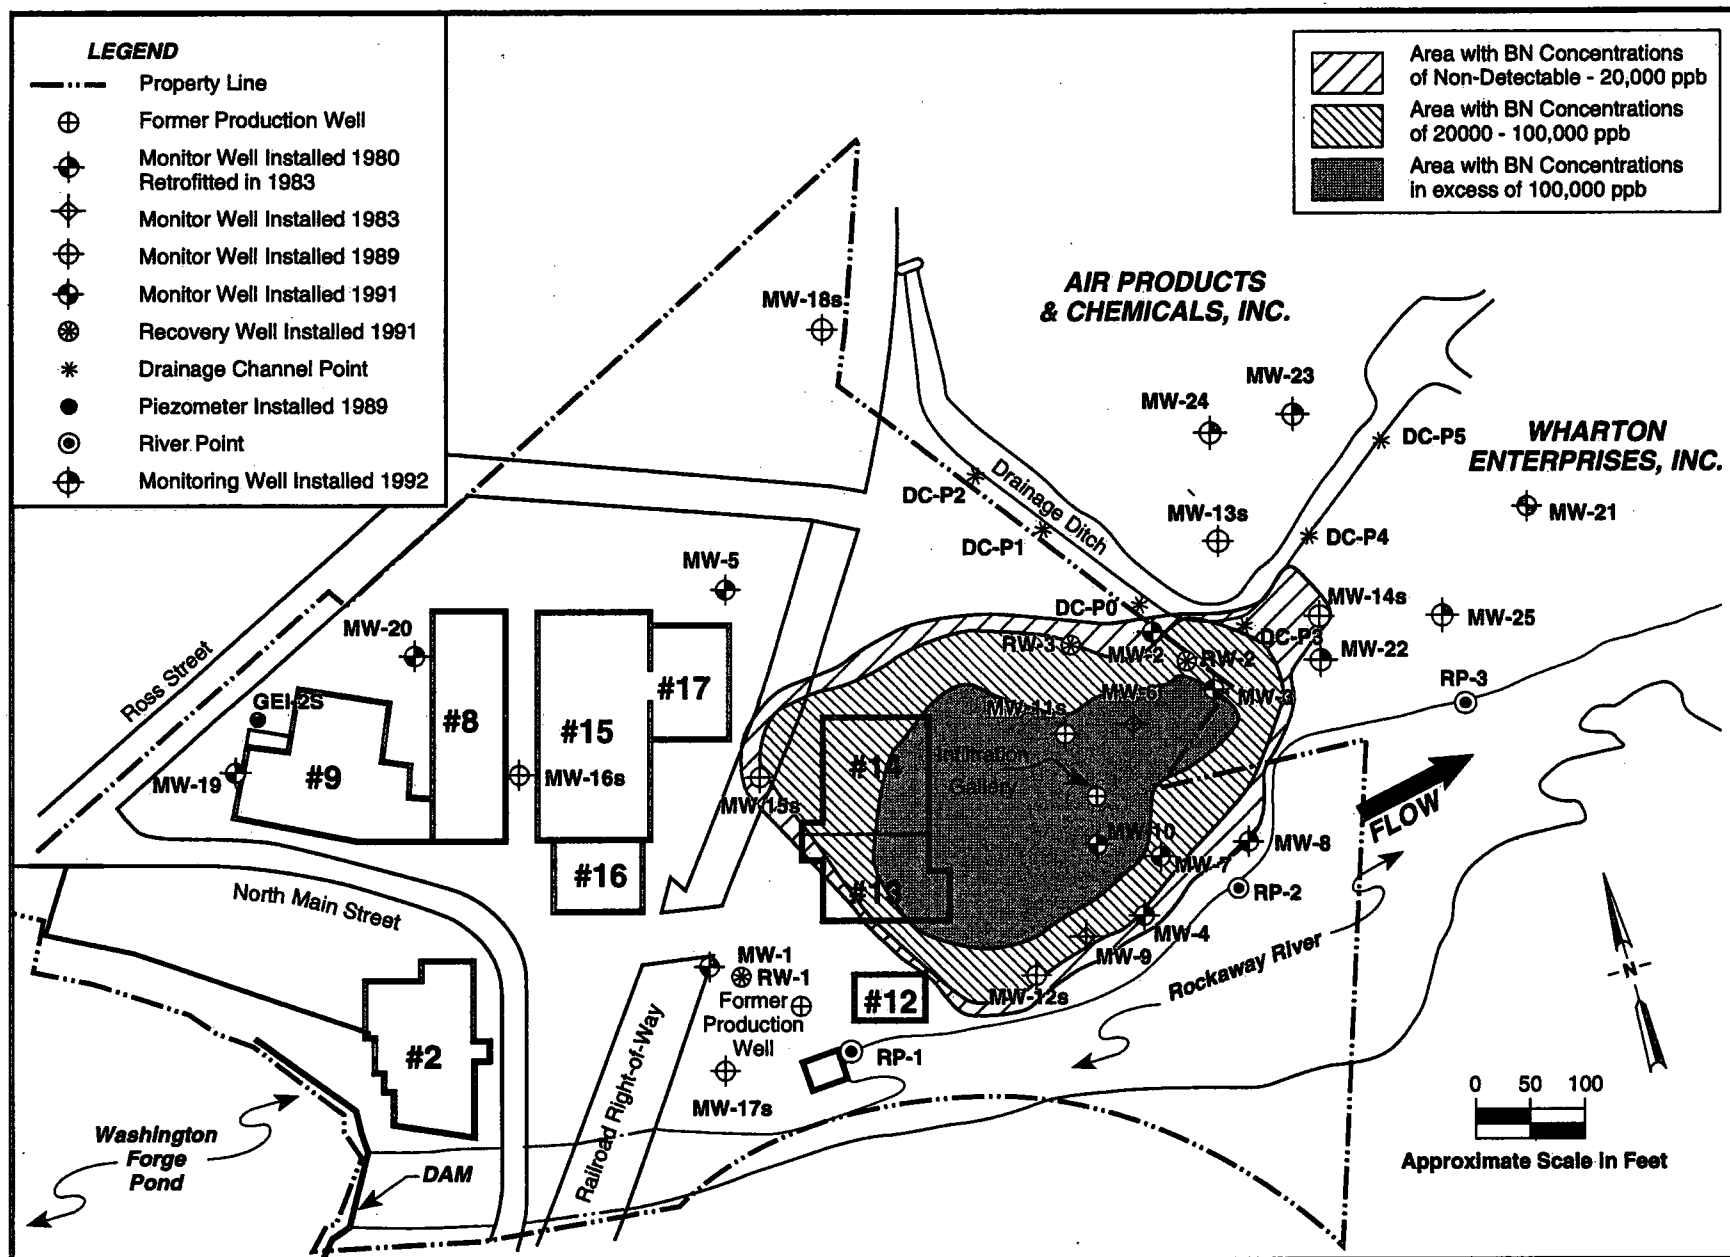 LEGEND
Property Line
Former Production Well
Monitor Well Installed 1980
Retrofitted in 1983
Monitor Well Installed 1983
Monitor Well Installed 1989
Monitor Well Installed 1991
Recovery Well Installed 1991
Drainage Channel Point
Piezometer Installed 1989
River Point
Monitoring Well Installed 1992
Area with BN Concentrations
of Non-Detectable - 20,000 ppb
Area with BN Concentrations
of 20000 - 100,000 ppb
Area with BN Concentrations
in excess of 100,000 ppb
AIR PRODUCTS
& CHEMICALS, INC.
MW-18s
MW-23
MW-24
DC-P5
WHARTON
ENTERPRISES, INC.
Drainage Ditch
DC-P2
MW-13s
MW-21
DC-P1
DC-P4
MW-5
DC-P0
MW-14s
MW-25
MW-20
DC-P3
RW-3
MW-2
RW-2
MW-22
Ross Street
GEI-2S
#17
MW-6
MW-3
RP-3
MW-11s
#8
#15
Infiltration
Gallery
#14
MW-19
#9
MW-16s
MW-15s
FLOW
MW-10
MW-8
MW-7
#16
#13
RP-2
North Main Street
MW-4
MW-9
Rockaway River
MW-1
RW-1
Former
Production
Well
#12
MW-12s
N
#2
RP-1
MW-17s
Railroad Right-of-Way
0 50 100
Approximate Scale in Feet
Washington
Forge
Pond
DAM